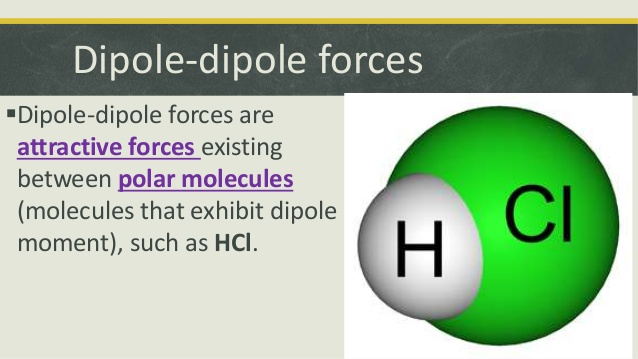 Dipole-dipole forces
▪Dipole-dipole forces are
attractive forces existing
between polar molecules
(molecules that exhibit dipole
moment), such as HCl.
H
Cl